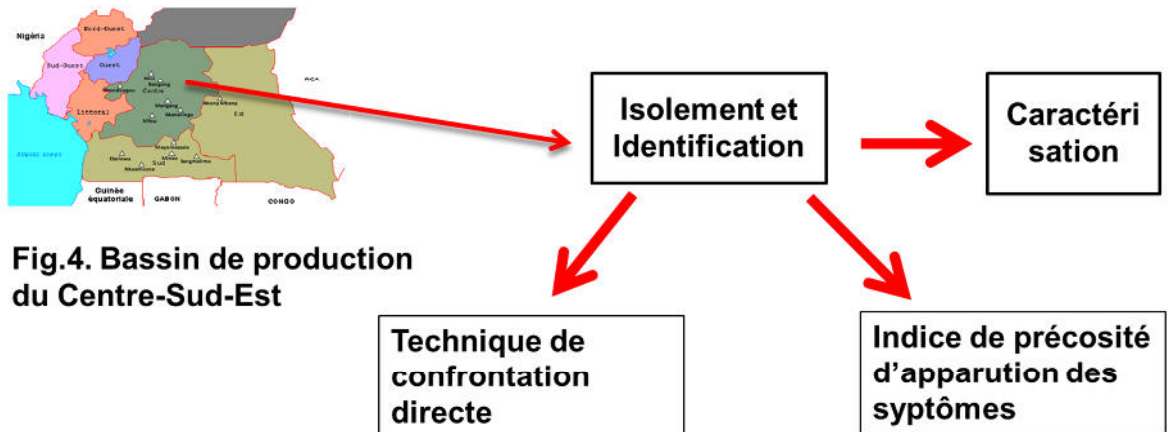 Nigéria
Nord-Ouest
Sud-Ouest
Ouest
Centre
Littoral
Est
Sud
Guinée
équatoriale
GABON
CONGO
Isolement et
Identification
Caractéri
sation
Fig.4. Bassin de production
du Centre-Sud-Est
Technique de
confrontation
directe
Indice de précosité
d’apparution des
syptômes